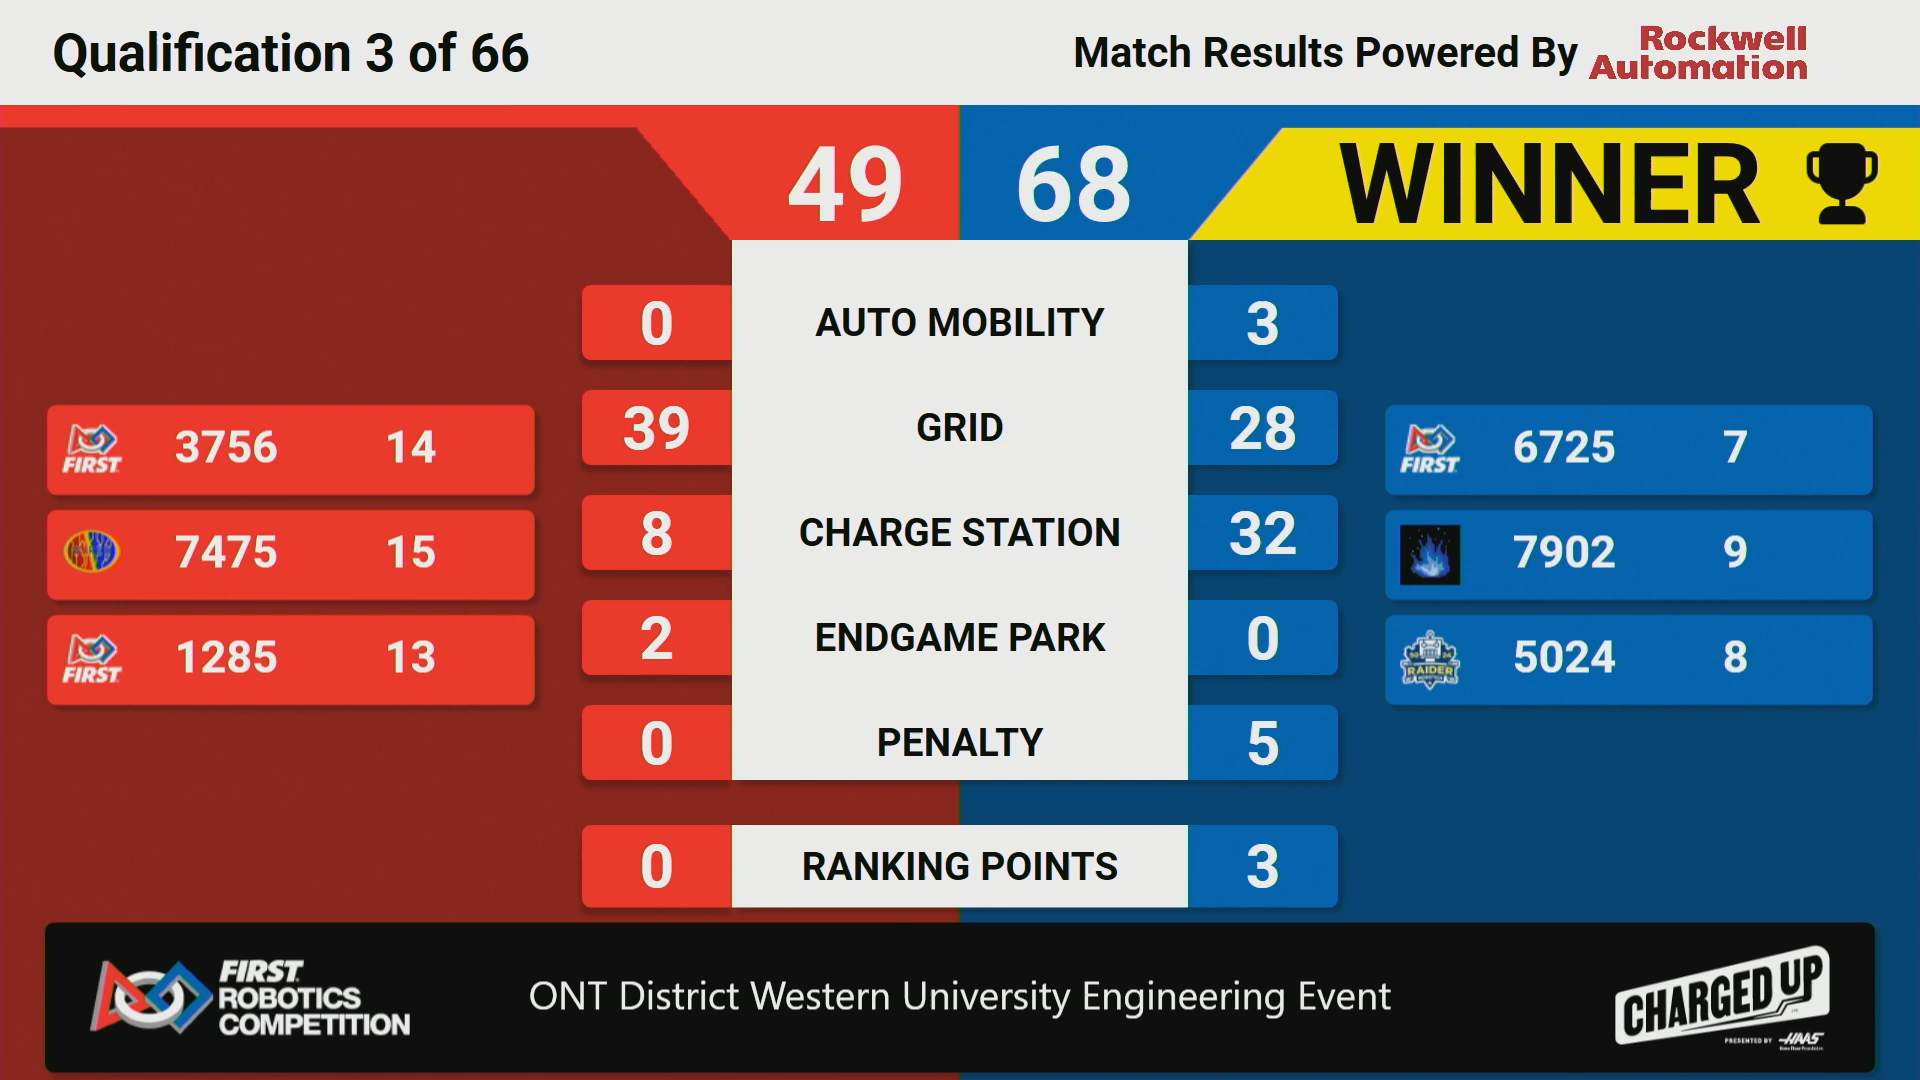 Qualification 3 of 66
Match Results Powered By
Rockwell
Automation
49
68
WINNER
0
AUTO MOBILITY
3
39
GRID
28
8
CHARGE STATION
32
2
ENDGAME PARK
0
0
PENALTY
5
0
RANKING POINTS
3
FIRST
3756
14
7475
15
FIRST
1285
13
FIRST
6725
7
7902
9
RAIDER
5024
8
FIRST
ROBOTICS
COMPETITION
ONT District Western University Engineering Event
CHARGED UP
PRESENTED BY
HAAS